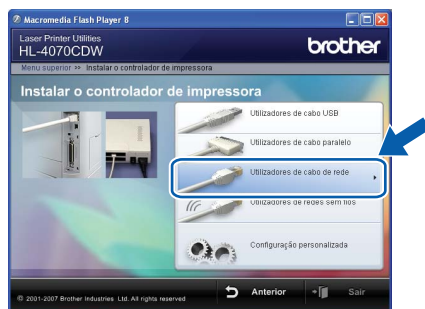 Macromedia Flash Player 8
Laser Printer Utilities
HL-4070CDW
brother
Menu superior >> Instalar o controlador de impressora
Instalar o controlador de impressora
Utilizadores de cabo USB
Utilizadores de cabo paralelo
Utilizadores de cabo de rede
Utilizadores de redes sem fios
Configuração personalizada
© 2001-2007 Brother Industries Ltd. All rights reserved
Anterior
Sair